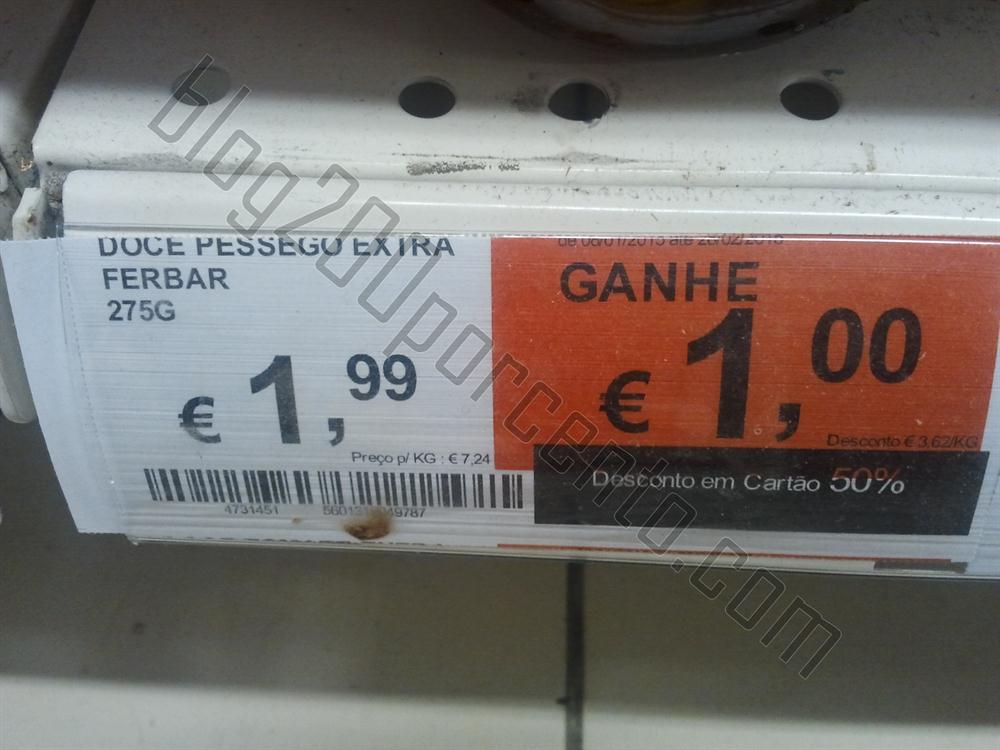 DOCE PESSEGO EXTRA
FERBAR
275G
€ 1,99
Preço p/ KG : € 7,24
4731451
GANHE
€ 1,00
Desconto € 3,62/KG
Desconto em Cartão 50%
blog200porcento.com